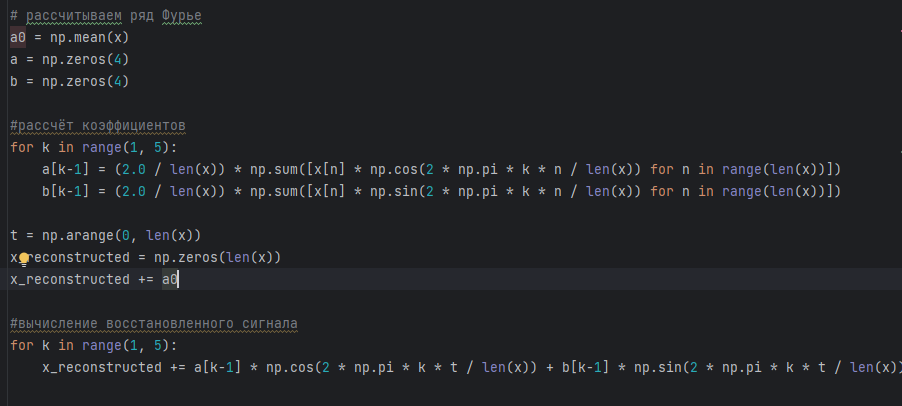 # рассчитываем ряд Фурье
a0 = np.mean(x)
a = np.zeros(4)
b = np.zeros(4)
#рассчёт коэффициентов
for k in range(1, 5):
a[k-1] = (2.0 / len(x)) * np.sum([x[n] * np.cos(2 * np.pi * k * n / len(x)) for n in range(len(x))])
b[k-1] = (2.0 / len(x)) * np.sum([x[n] * np.sin(2 * np.pi * k * n / len(x)) for n in range(len(x))])
t = np.arange(0, len(x))
x_reconstructed = np.zeros(len(x))
x_reconstructed += a0
#вычисление восстановленного сигнала
for k in range(1, 5):
x_reconstructed += a[k-1] * np.cos(2 * np.pi * k * t / len(x)) + b[k-1] * np.sin(2 * np.pi * k * t / len(x))